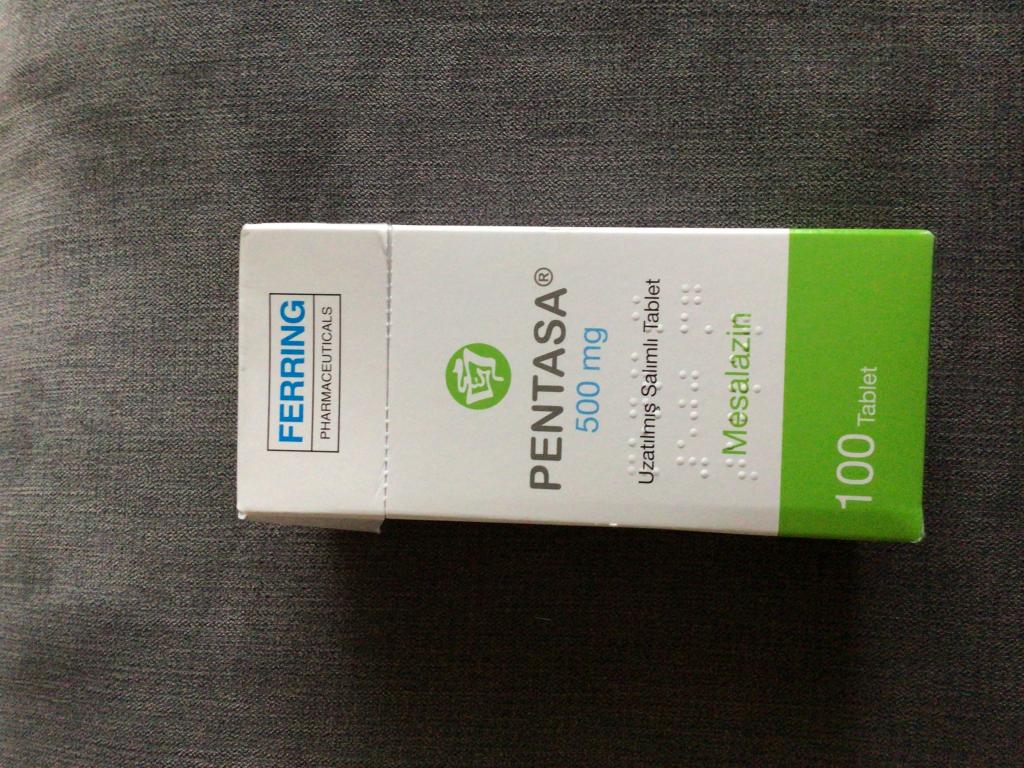 FERRING
PHARMACEUTICALS
PENTASA®
500 mg
Uzatılmış Salımlı Tablet
Mesalazin
100 Tablet